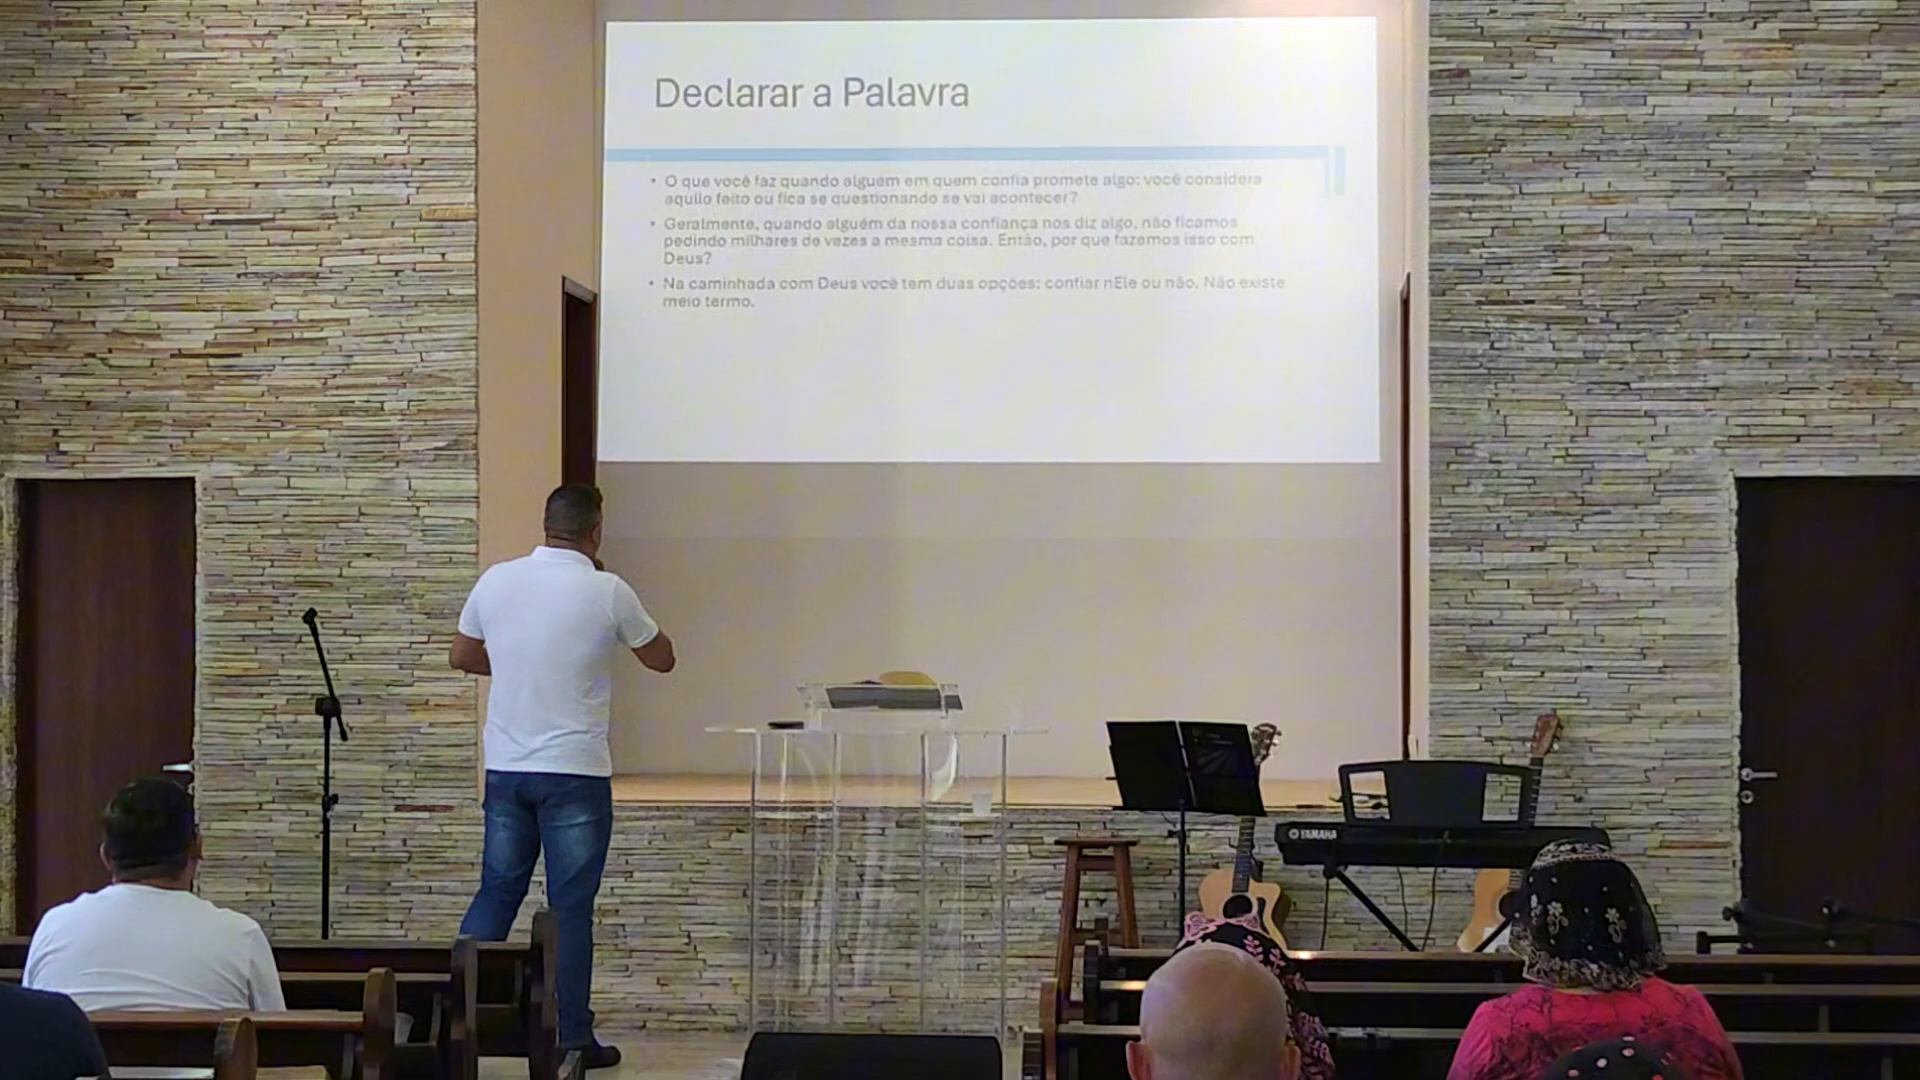 Declarar a Palavra
• O que você faz quando alguém em quem confia promete algo: você considera
aquilo feito ou fica se questionando se vai acontecer?
• Geralmente, quando alguém da nossa confiança nos diz algo, não ficamos
pedindo milhares de vezes a mesma coisa. Então, por que fazemos isso com
Deus?
• Na caminhada com Deus você tem duas opções: confiar nEle ou não. Não existe
meio termo.
YAMAHA